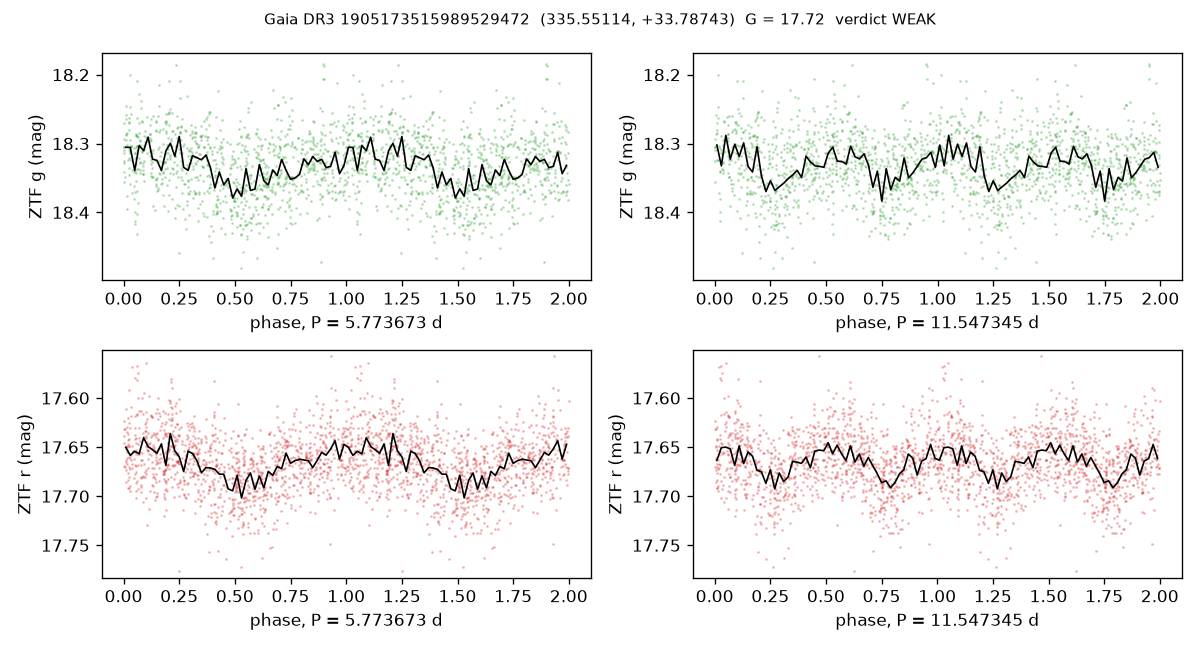 Gaia DR3 1905173515989529472 (335.55114, +33.78743) G = 17.72 verdict WEAK
ZTF g (mag)
18.2
18.3
18.4
0.00 0.25 0.50 0.75 1.00 1.25 1.50 1.75 2.00
phase, P = 5.773673 d
ZTF g (mag)
18.2
18.3
18.4
0.00 0.25 0.50 0.75 1.00 1.25 1.50 1.75 2.00
phase, P = 11.547345 d
ZTF r (mag)
17.60
17.65
17.70
17.75
0.00 0.25 0.50 0.75 1.00 1.25 1.50 1.75 2.00
phase, P = 5.773673 d
ZTF r (mag)
17.60
17.65
17.70
17.75
0.00 0.25 0.50 0.75 1.00 1.25 1.50 1.75 2.00
phase, P = 11.547345 d